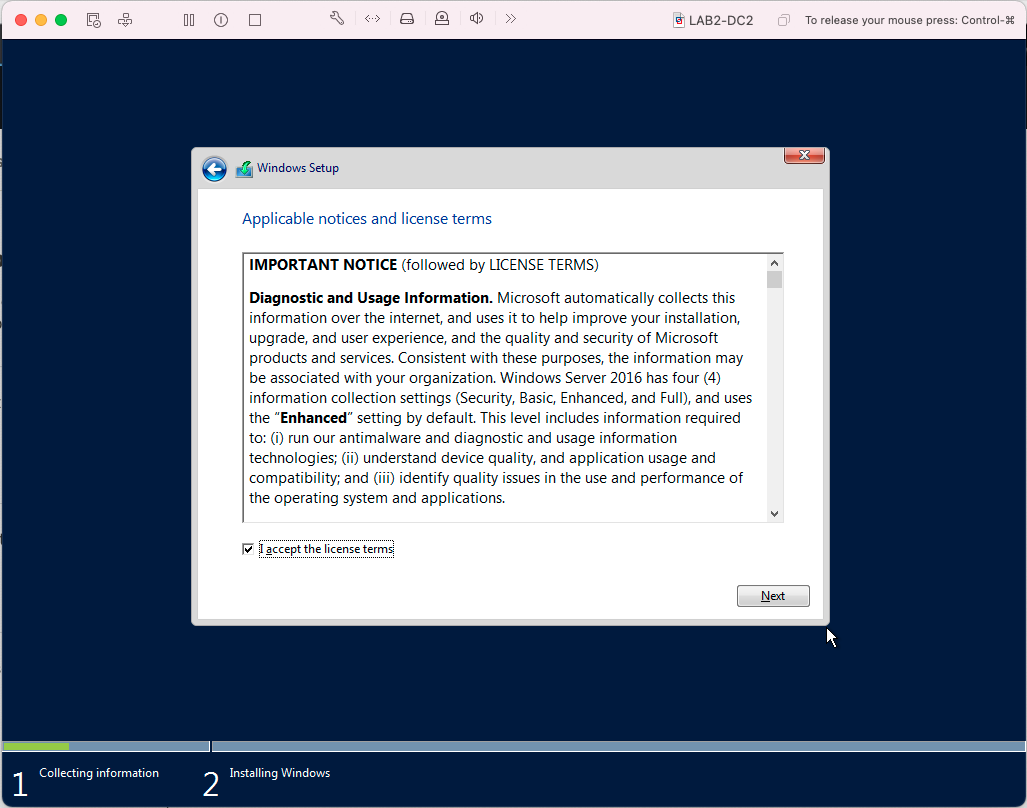 LAB2-DC2
To release your mouse press: Control-⌘
Windows Setup
Applicable notices and license terms
IMPORTANT NOTICE (followed by LICENSE TERMS)
Diagnostic and Usage Information. Microsoft automatically collects this
information over the internet, and uses it to help improve your installation,
upgrade, and user experience, and the quality and security of Microsoft
products and services. Consistent with these purposes, the information may
be associated with your organization. Windows Server 2016 has four (4)
information collection settings (Security, Basic, Enhanced, and Full), and uses
the “Enhanced” setting by default. This level includes information required
to: (i) run our antimalware and diagnostic and usage information
technologies; (ii) understand device quality, and application usage and
compatibility; and (iii) identify quality issues in the use and performance of
the operating system and applications.
I accept the license terms
Next
1 Collecting information
2 Installing Windows